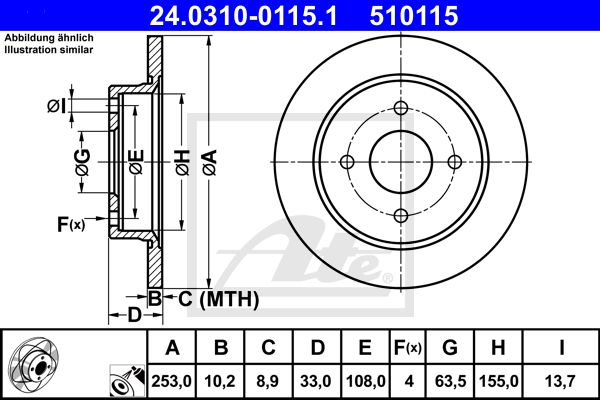 24.0310-0115.1 510115
Abbildung ähnlich
Illustration similar
ØI
ØG
ØE
ØH
ØA
F(x)
B
C (MTH)
D
Ate
A B C D E F(x) G H I
253,0 10,2 8,9 33,0 108,0 4 63,5 155,0 13,7